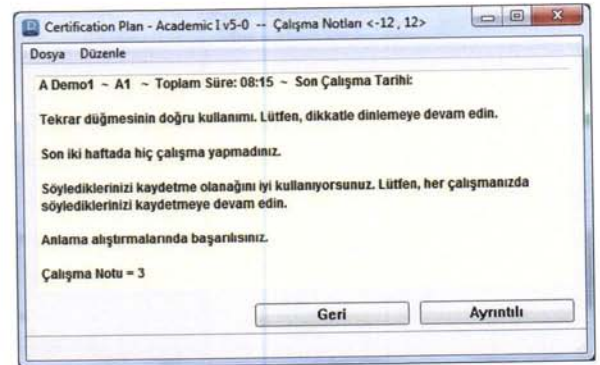 Certification Plan - Academic I v5-0 -- Çalışma Notları <-12 , 12>
Dosya Düzenle
A Demo1 ~ A1 ~ Toplam Süre: 08:15 ~ Son Çalışma Tarihi:
Tekrar düğmesinin doğru kullanımı. Lütfen, dikkatle dinlemeye devam edin.
Son iki haftada hiç çalışma yapmadınız.
Söylediklerinizi kaydetme olanağını iyi kullanıyorsunuz. Lütfen, her çalışmanızda
söylediklerinizi kaydetmeye devam edin.
Anlama alıştırmalarında başarılısınız.
Çalışma Notu = 3
Geri Ayrıntılı